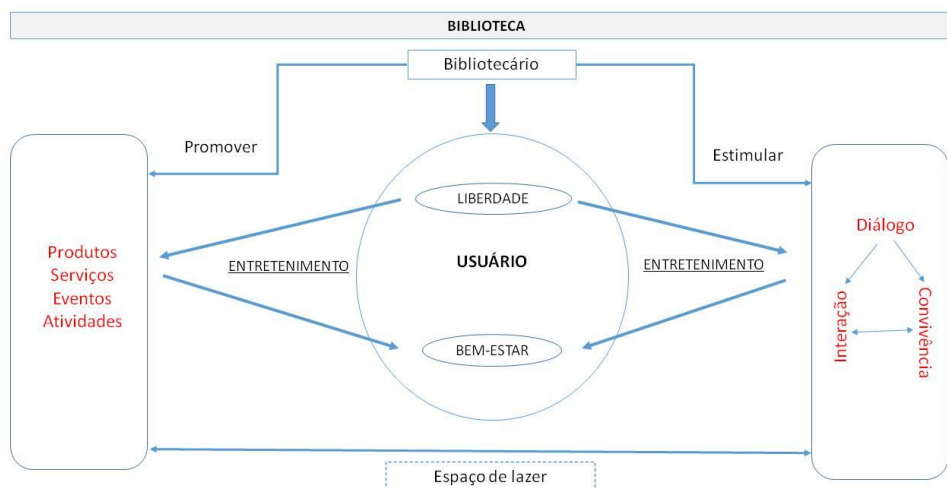 BIBLIOTECA
Bibliotecário
Promover
Estimular
LIBERDADE
Diálogo
Produtos
Serviços
Eventos
Atividades
ENTRETENIMENTO
USUÁRIO
ENTRETENIMENTO
Interação
Convivência
BEM-ESTAR
Espaço de lazer